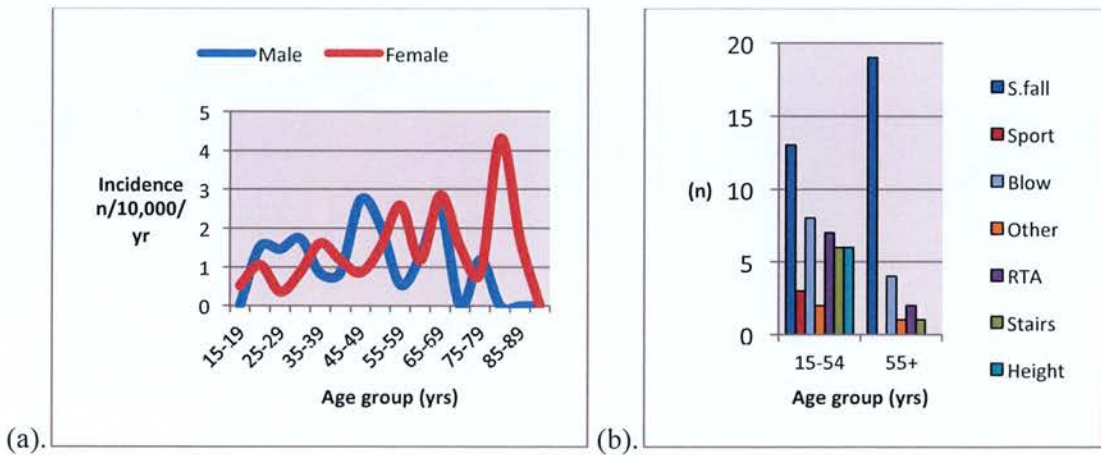 Male Female
5
4
3
2
1
0
Incidence
n/10,000/
yr
15-19
25-29
35-39
45-49
55-59
65-69
75-79
85-89
Age group (yrs)
(a).
20
15
10
5
0
(n)
15-54 55+
Age group (yrs)
S.fall
Sport
Blow
Other
RTA
Stairs
Height
(b).